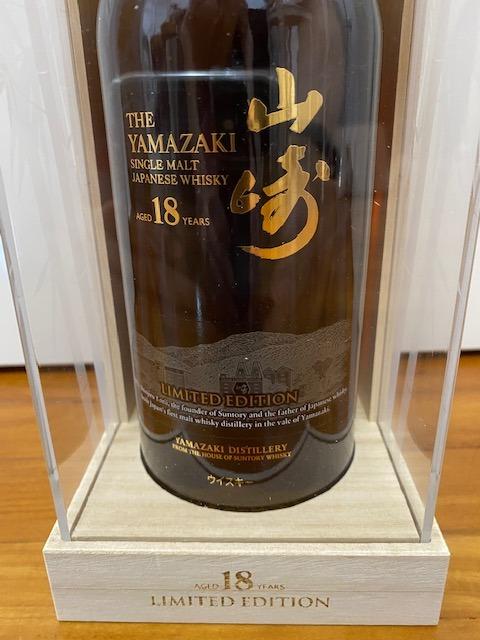 THE
YAMAZAKI
SINGLE MALT
JAPANESE WHISKY
AGED 18 YEARS
山崎
LIMITED EDITION
Torii, the founder of Suntory and the father of Japanese whisky
Japan's first malt whisky distillery in the vale of Yamazaki.
YAMAZAKI DISTILLERY
FROM THE HOUSE OF SUNTORY WHISKY
ウイスキー
AGED 18 YEARS
LIMITED EDITION